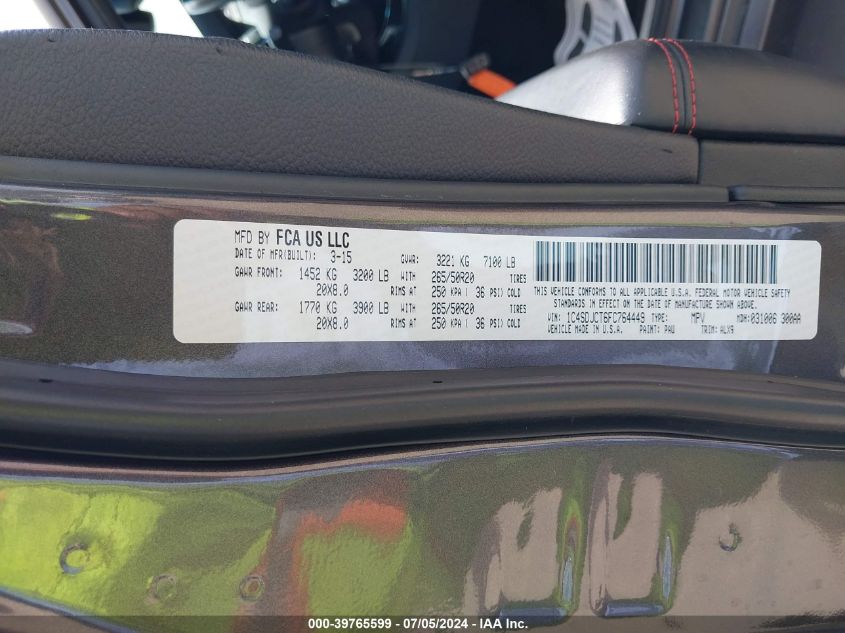 MFD BY FCA US LLC
DATE OF MFR(BUILT): 3-15 GVWR: 3221 KG 7100 LB
GAWR FRONT: 1452 KG 3200 LB WITH 265/50R20 TIRES
20X8.0 RIMS AT 250 KPA ( 36 PSI) COLD
GAWR REAR: 1770 KG 3900 LB WITH 265/50R20 TIRES
20X8.0 RIMS AT 250 KPA ( 36 PSI) COLD
THIS VEHICLE CONFORMS TO ALL APPLICABLE U.S.A. FEDERAL MOTOR VEHICLE SAFETY
STANDARDS IN EFFECT ON THE DATE OF MANUFACTURE SHOWN ABOVE.
VIN: 1C4SDJCT6FC764449 TYPE: MPV MDH: 031006 300AA
VEHICLE MADE IN U.S.A. PAINT: PAU TRIM: ALX9
000-39765599 / 07/05/2024 - IAA Inc.